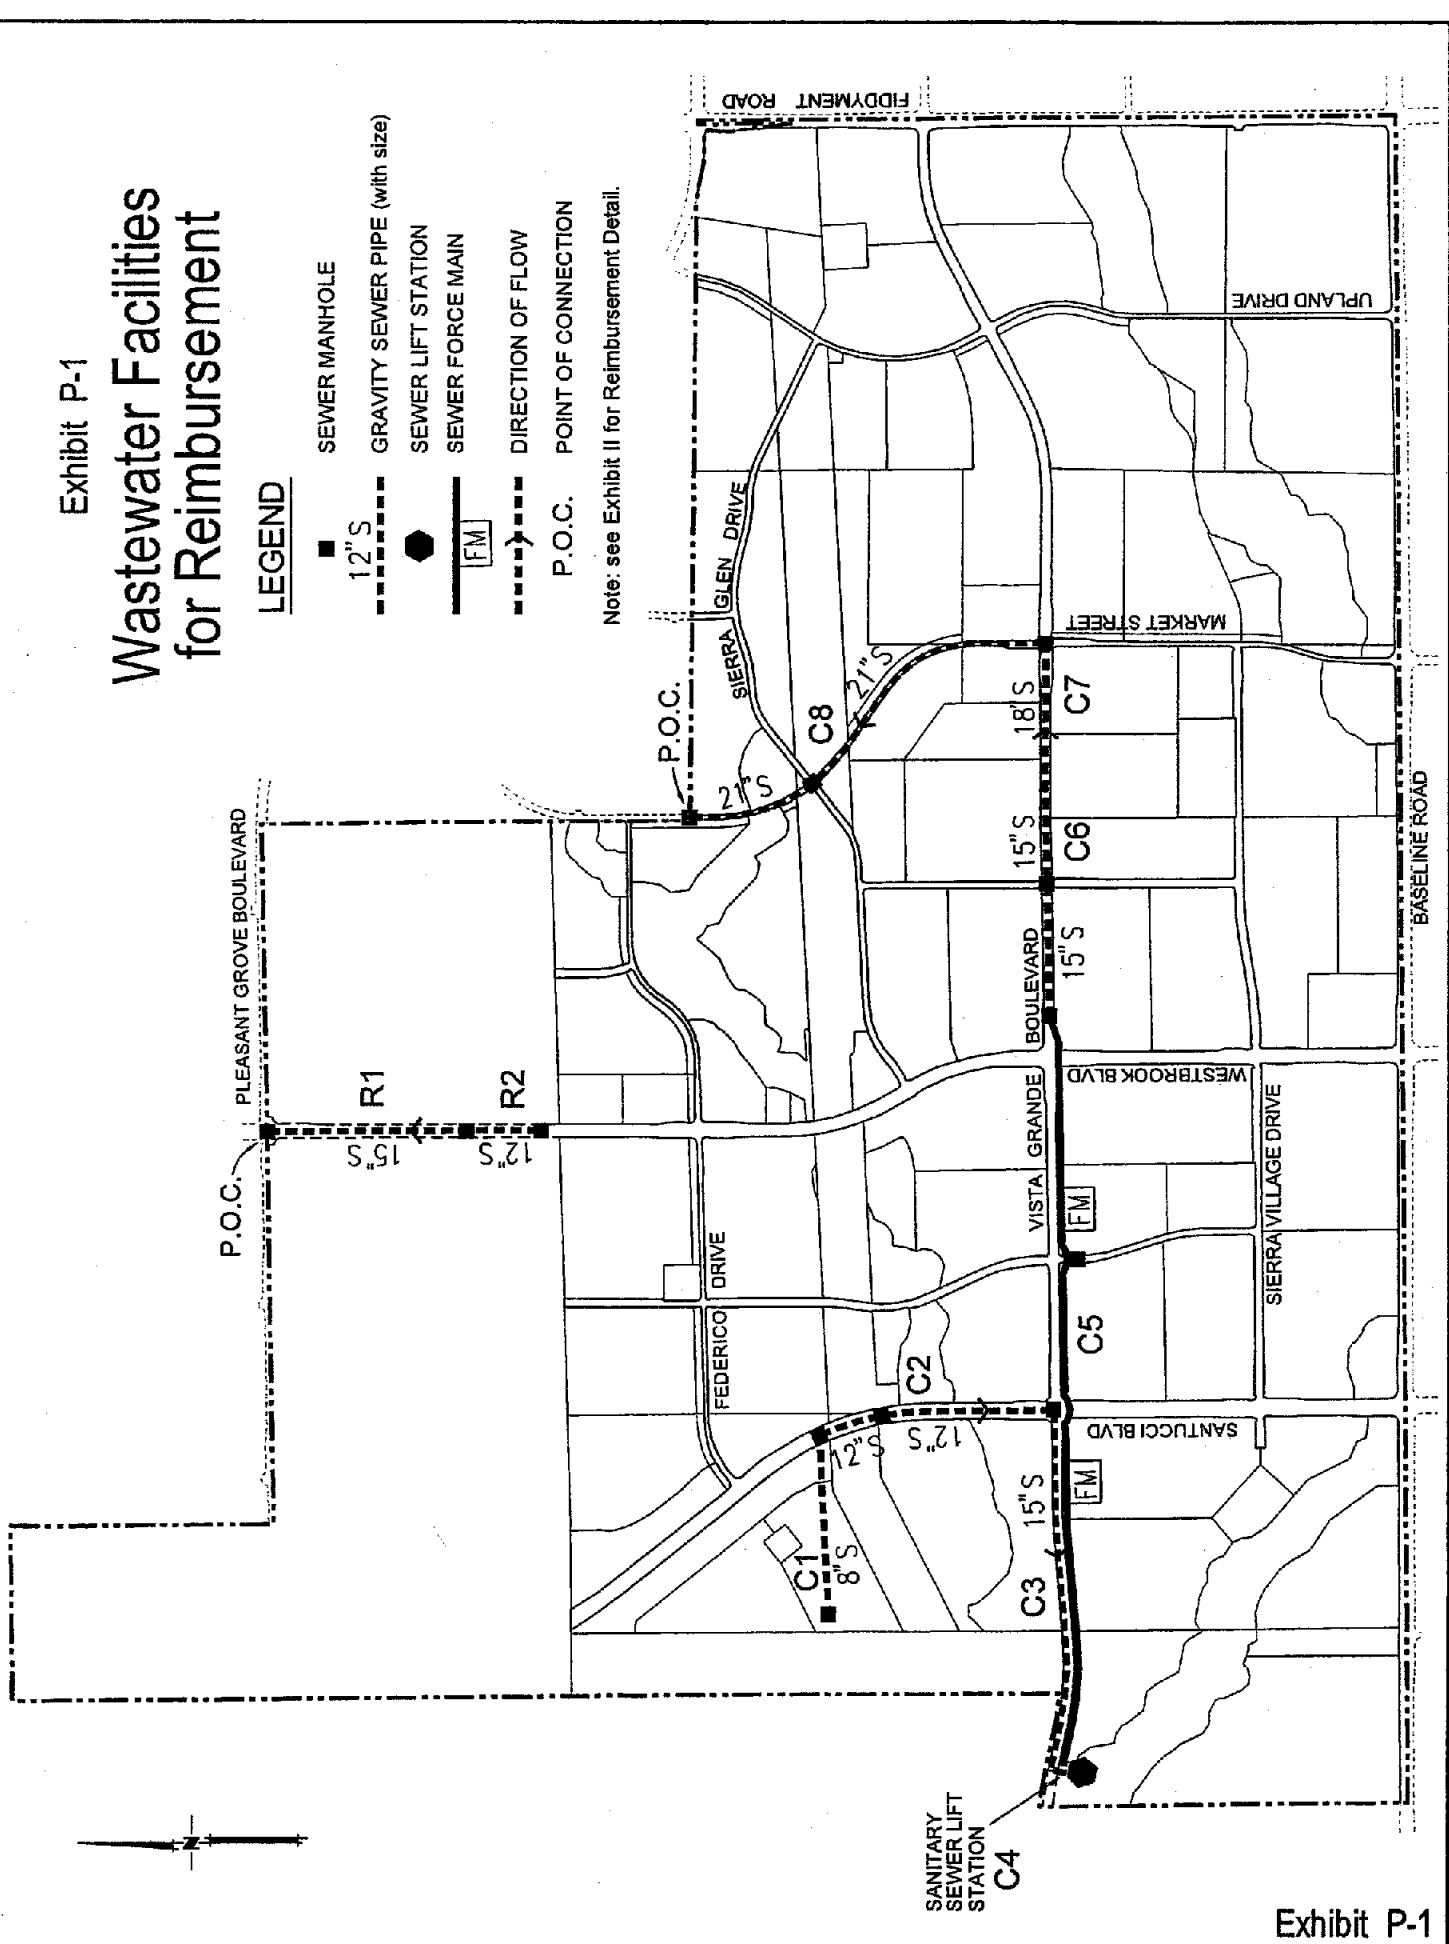 Exhibit P-1
Wastewater Facilities
for Reimbursement
LEGEND
SEWER MANHOLE
12" S
GRAVITY SEWER PIPE (with size)
SEWER LIFT STATION
FM
SEWER FORCE MAIN
DIRECTION OF FLOW
P.O.C.
POINT OF CONNECTION
Note: see Exhibit II for Reimbursement Detail.
P.O.C.
PLEASANT GROVE BOULEVARD
15" S
R1
12" S
R2
P.O.C.
21" S
C8
21" S
SIERRA GLEN DRIVE
FIDDYMENT ROAD
UPLAND DRIVE
MARKET STREET
18" S
C7
15" S
C6
15" S
VISTA GRANDE BOULEVARD
WESTBROOK BLVD
FM
SIERRA VILLAGE DRIVE
FEDERICO DRIVE
C5
C2
12" S
12" S
SANTUCCI BLVD
C1
8" S
15" S
FM
C3
SANITARY
SEWER LIFT
STATION
C4
BASELINE ROAD
N
Exhibit P-1